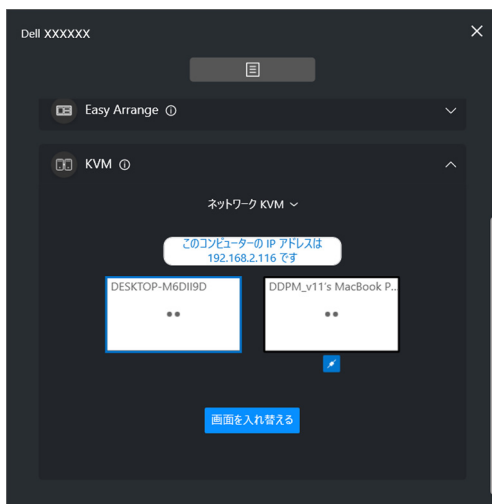 Dell XXXXXX
Easy Arrange
KVM
ネットワーク KVM
このコンピューターの IP アドレスは
192.168.2.116 です
DESKTOP-M6DII9D
DDPM_v11's MacBook P..
画面を入れ替える